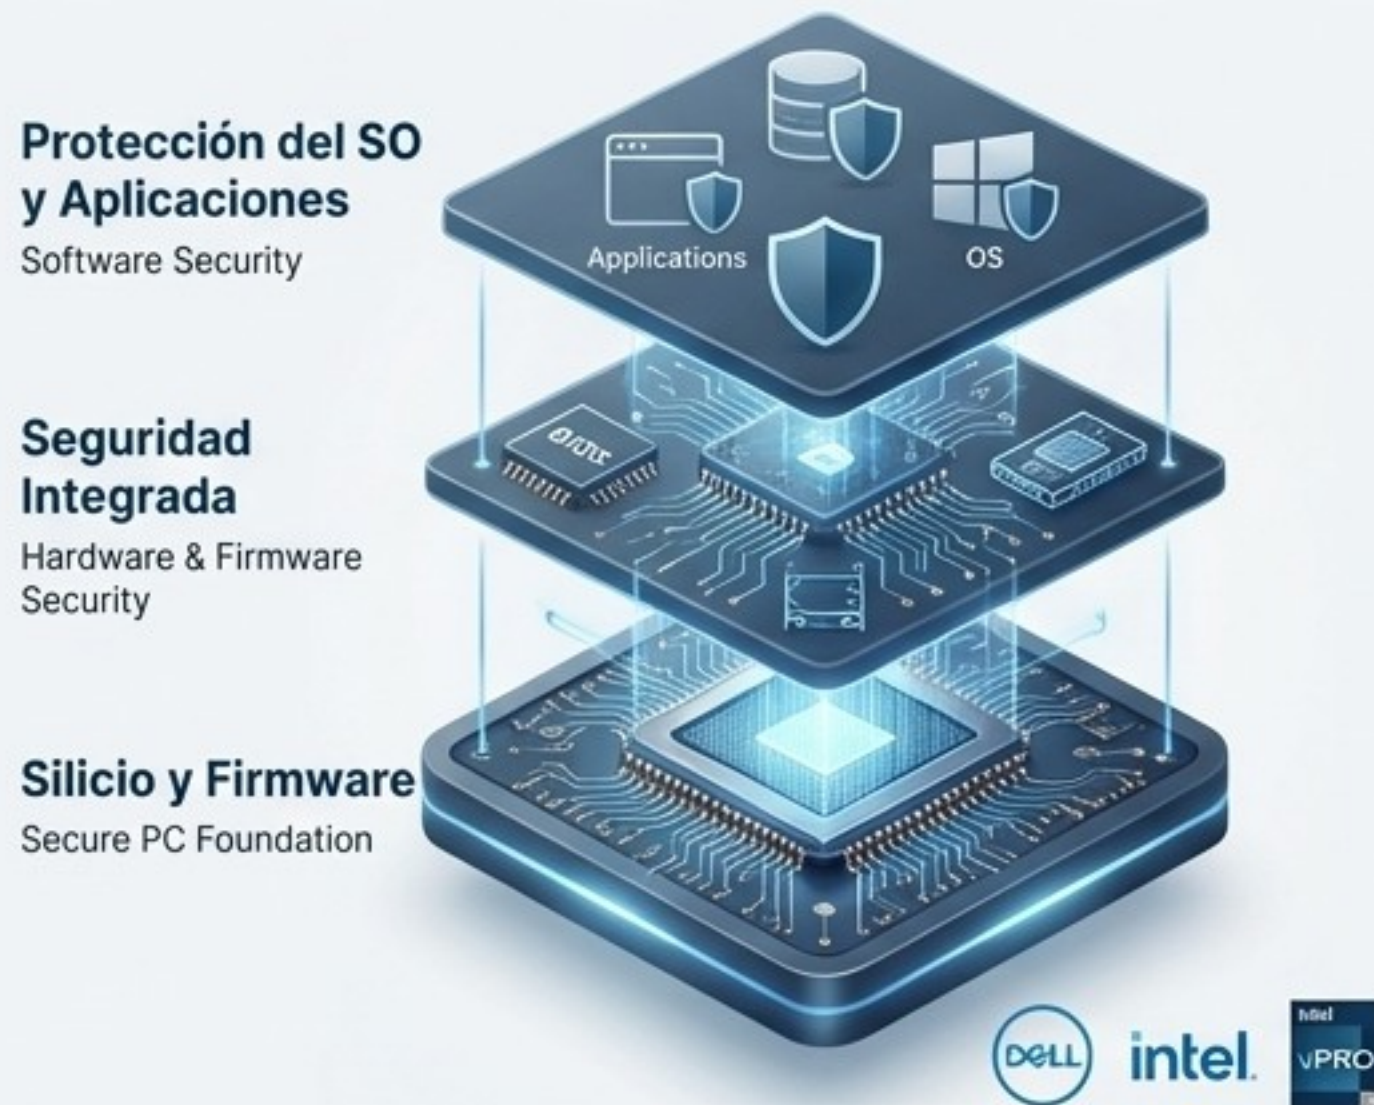 Protección del SO
y Aplicaciones
Software Security
Applications
OS
Seguridad
Integrada
Hardware & Firmware
Security
Silicio y Firmware
Secure PC Foundation
DELL
intel.
vPRO